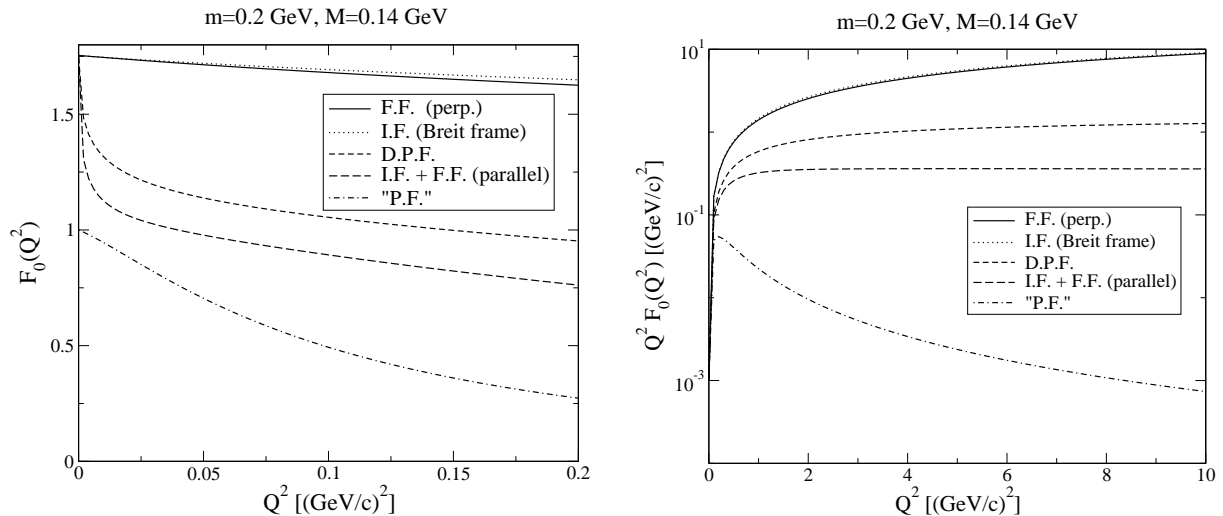 m=0.2 GeV, M=0.14 GeV
F₀(Q²)
1.5
1
0.5
0
F.F. (perp.)
I.F. (Breit frame)
D.P.F.
I.F. + F.F. (parallel)
"P.F."
0 0.05 0.1 0.15 0.2
Q² [(GeV/c)²]
m=0.2 GeV, M=0.14 GeV
Q² F₀(Q²) [(GeV/c)²]
10¹
10⁻¹
10⁻³
F.F. (perp.)
I.F. (Breit frame)
D.P.F.
I.F. + F.F. (parallel)
"P.F."
0 2 4 6 8 10
Q² [(GeV/c)²]